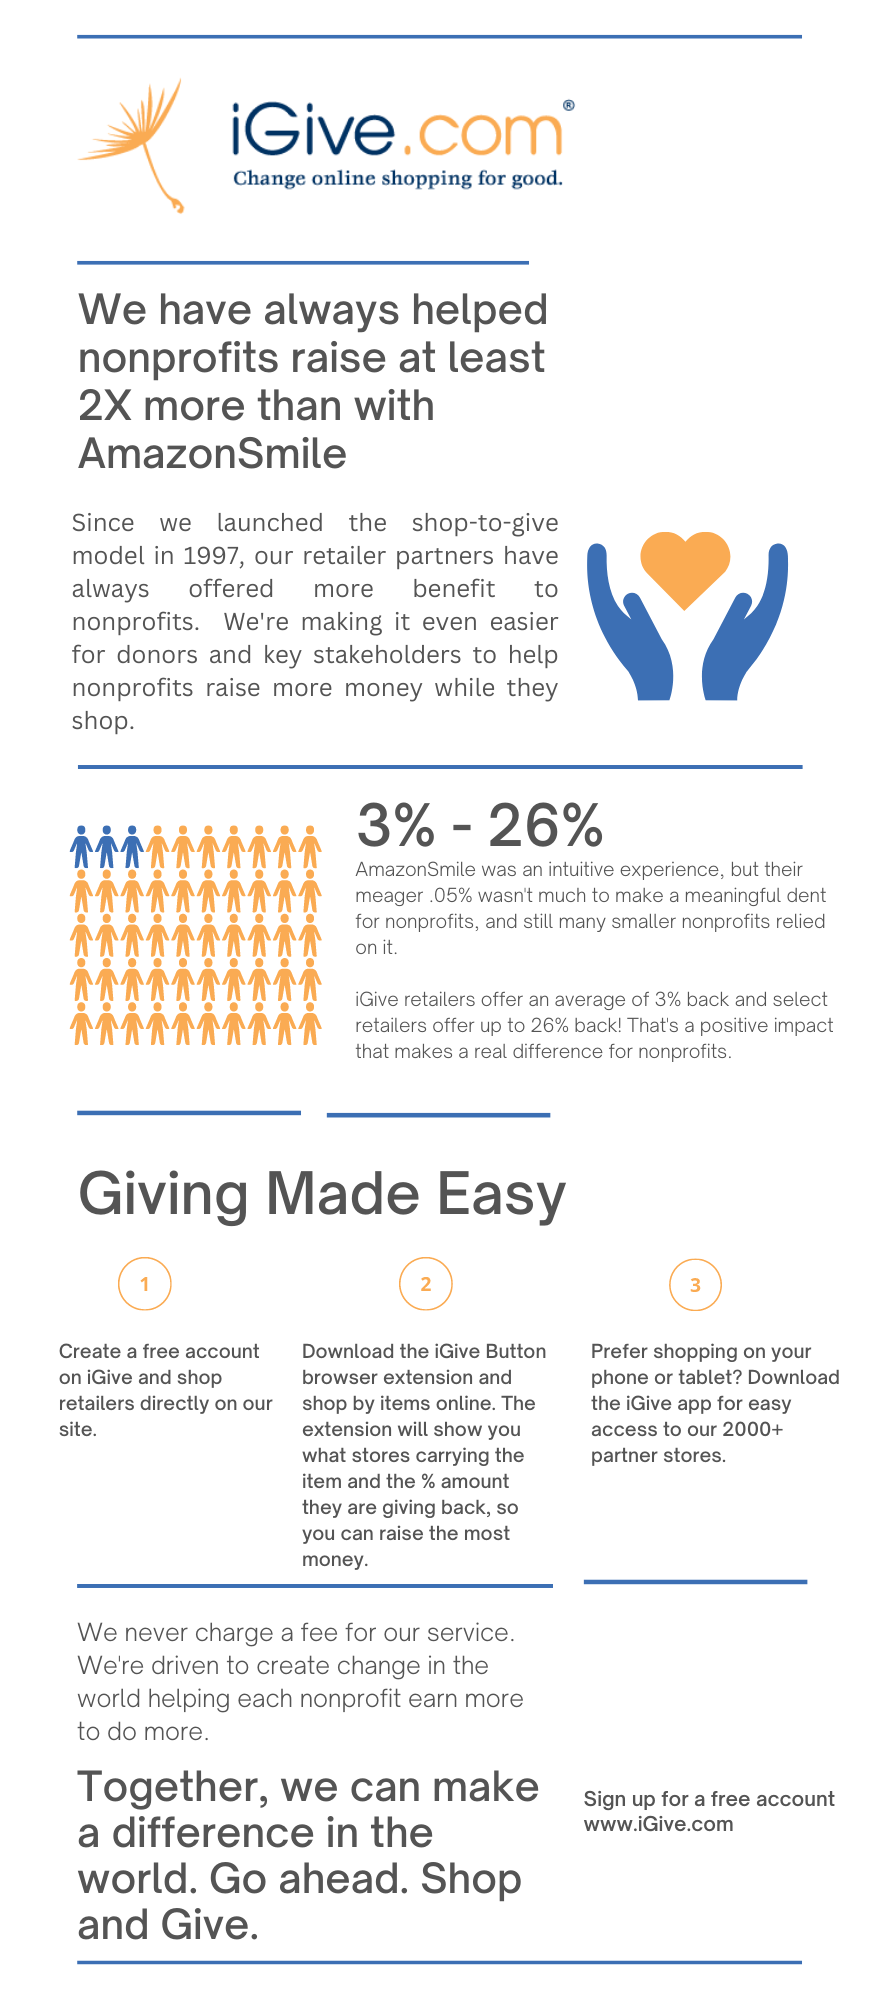 iGive.com®
Change online shopping for good.
We have always helped
nonprofits raise at least
2X more than with
AmazonSmile
Since we launched the shop-to-give
model in 1997, our retailer partners have
always offered more benefit to
nonprofits. We're making it even easier
for donors and key stakeholders to help
nonprofits raise more money while they
shop.
3% - 26%
AmazonSmile was an intuitive experience, but their
meager .05% wasn't much to make a meaningful dent
for nonprofits, and still many smaller nonprofits relied
on it.
iGive retailers offer an average of 3% back and select
retailers offer up to 26% back! That's a positive impact
that makes a real difference for nonprofits.
Giving Made Easy
1
Create a free account
on iGive and shop
retailers directly on our
site.
2
Download the iGive Button
browser extension and
shop by items online. The
extension will show you
what stores carrying the
item and the % amount
they are giving back, so
you can raise the most
money.
3
Prefer shopping on your
phone or tablet? Download
the iGive app for easy
access to our 2000+
partner stores.
We never charge a fee for our service.
We're driven to create change in the
world helping each nonprofit earn more
to do more.
Together, we can make
a difference in the
world. Go ahead. Shop
and Give.
Sign up for a free account
www.iGive.com